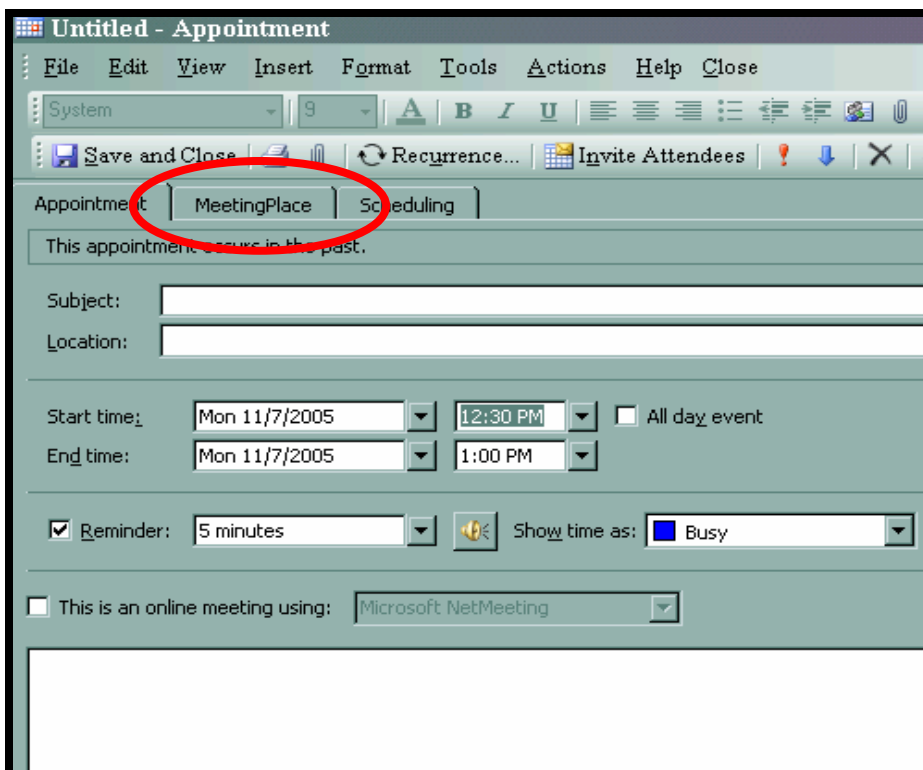 Untitled - Appointment
File Edit View Insert Format Tools Actions Help Close
System 9 A B I U
Save and Close Recurrence... Invite Attendees
Appointment MeetingPlace Scheduling
This appointment occurs in the past.
Subject:
Location:
Start time: Mon 11/7/2005 12:30 PM All day event
End time: Mon 11/7/2005 1:00 PM
Reminder: 5 minutes Show time as: Busy
This is an online meeting using: Microsoft NetMeeting